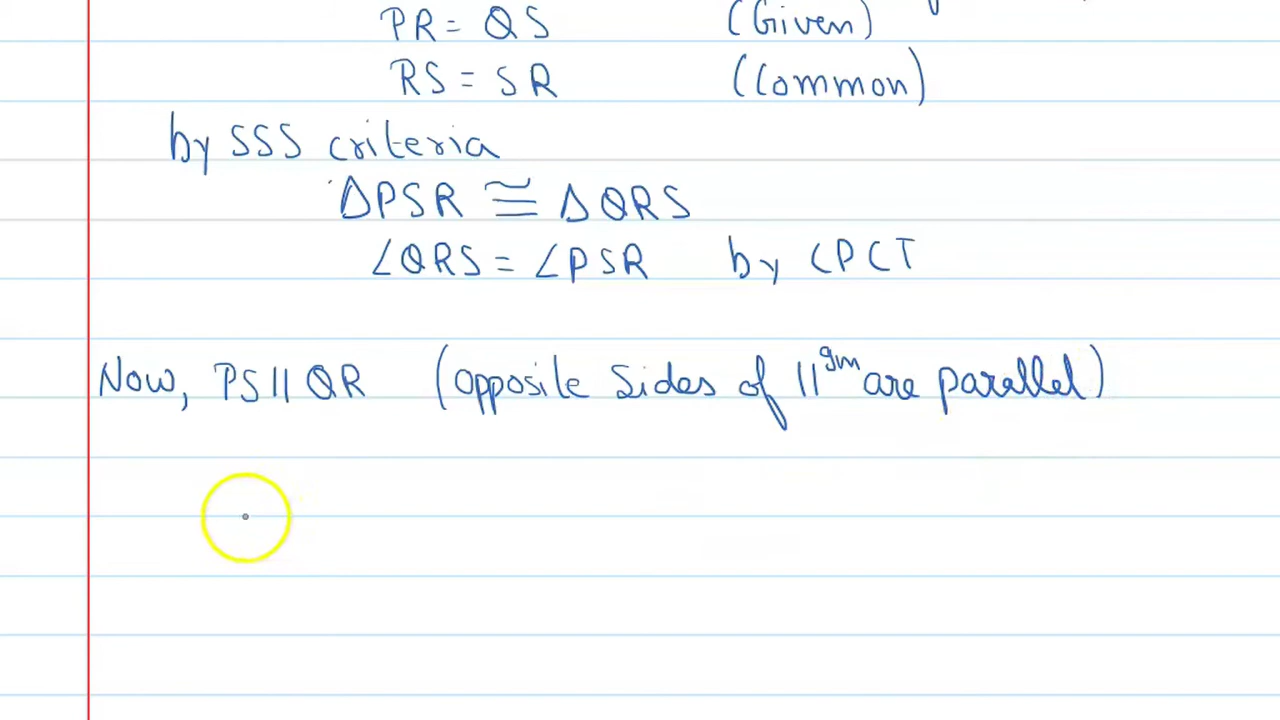 PR = QS (Given)
RS = SR (Common)
by SSS criteria
ΔPSR ≅ ΔQRS
∠QRS = ∠PSR by CPCT
Now, PS || QR (opposite sides of ||gm are parallel)